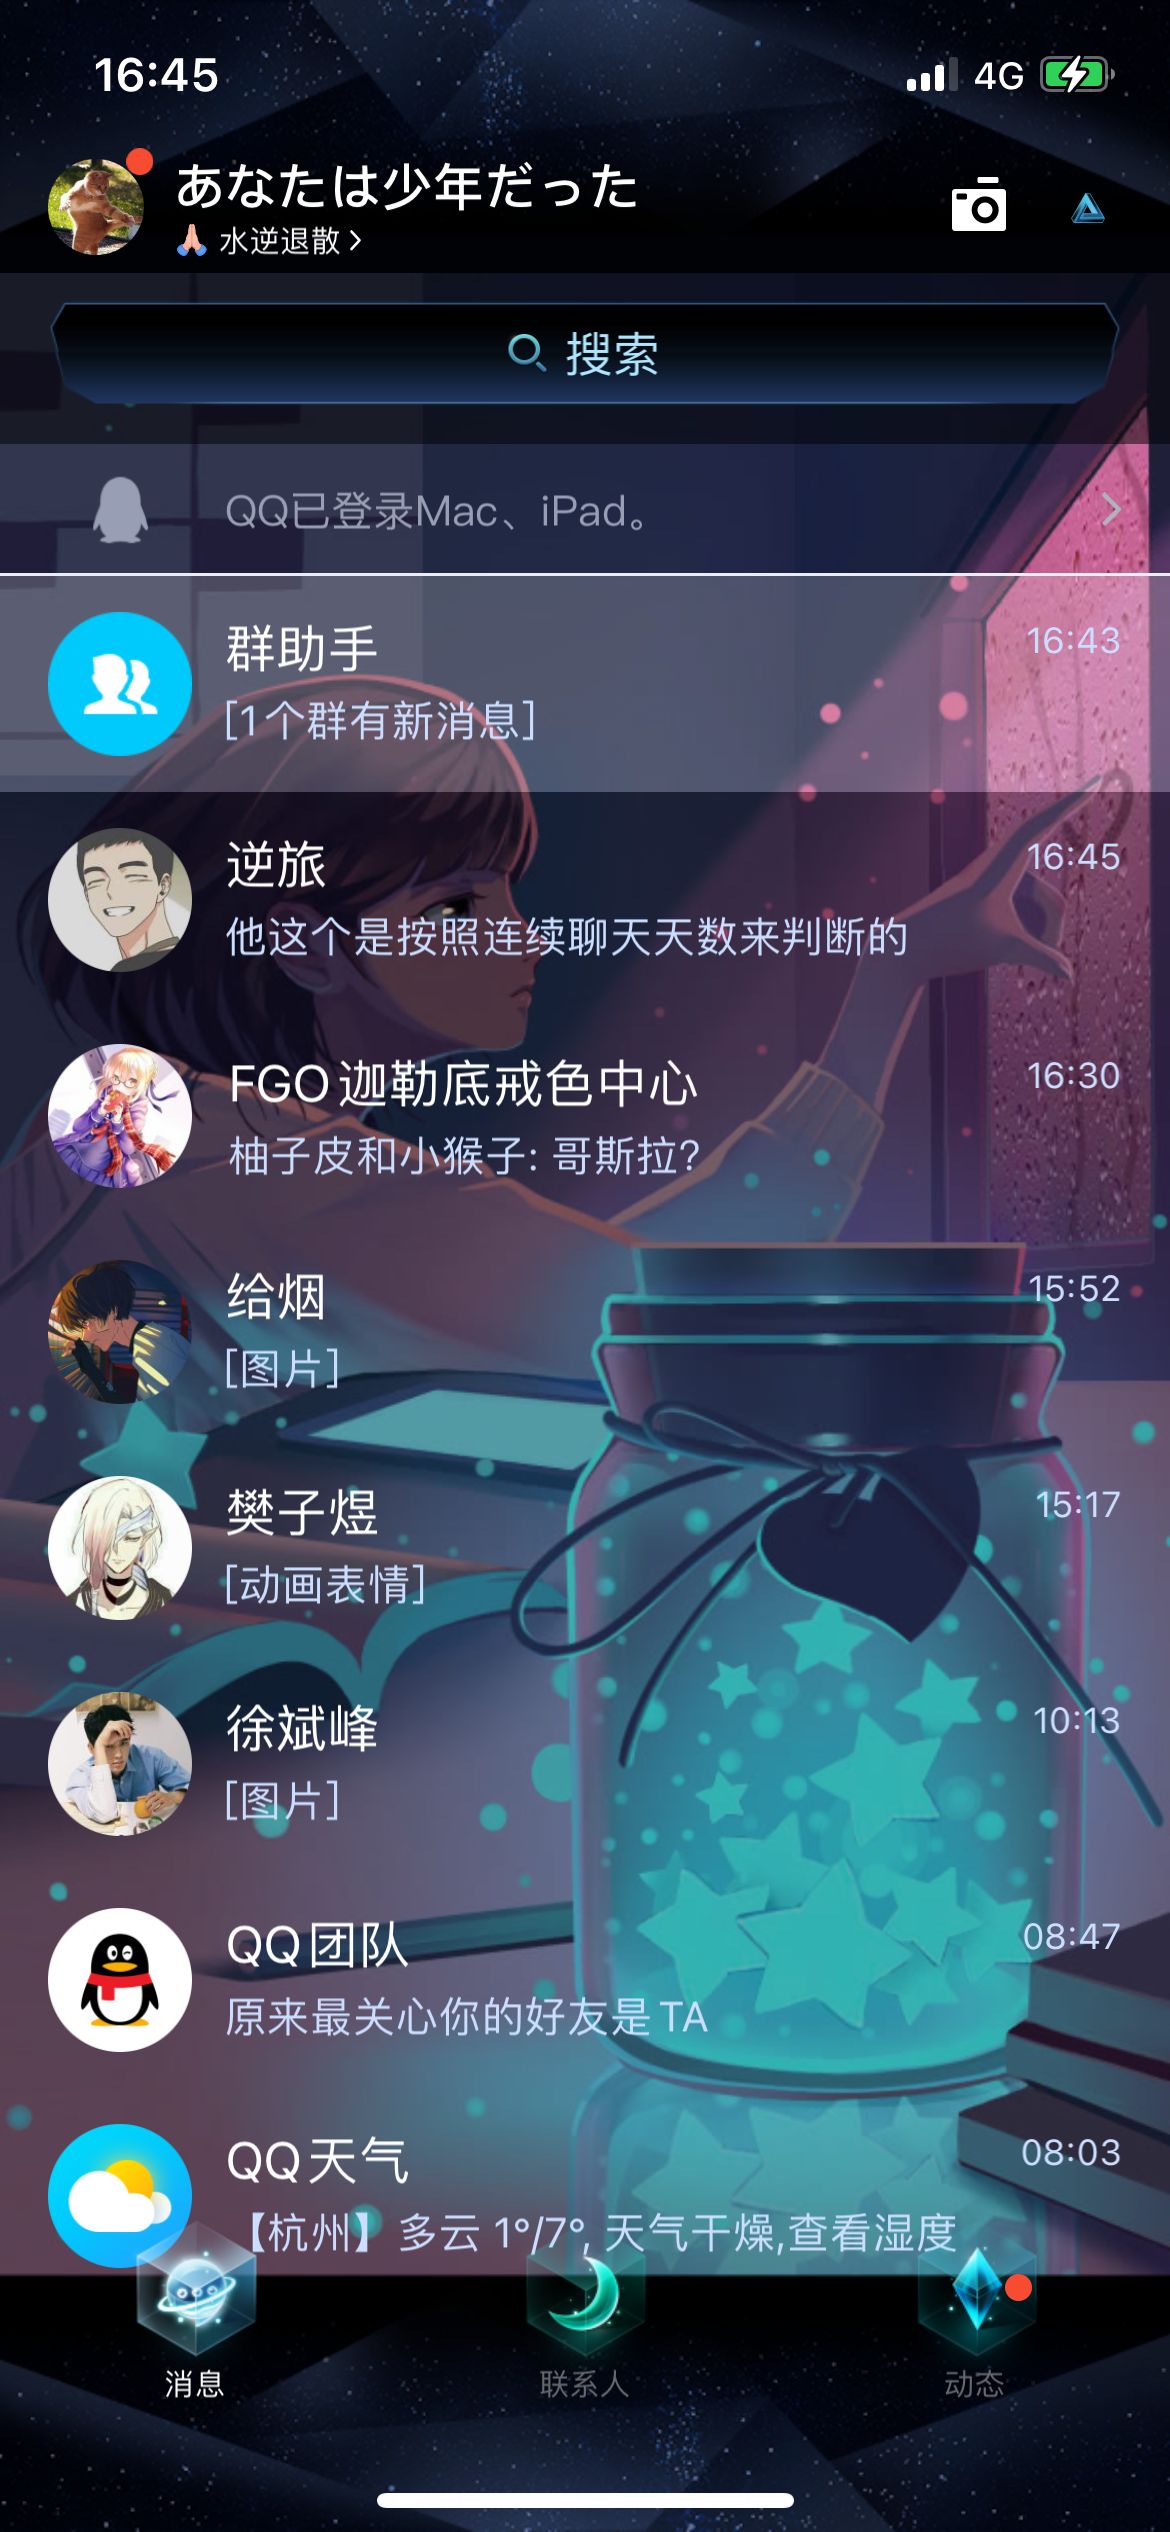 16:45
4G
あなたは少年だった
🙏🏻 水逆退散
搜索
QQ已登录Mac、iPad。
群助手
16:43
[1个群有新消息]
逆旅
16:45
他这个是按照连续聊天天数来判断的
FGO迦勒底戒色中心
16:30
柚子皮和小猴子: 哥斯拉?
给烟
15:52
[图片]
樊子煜
15:17
[动画表情]
徐斌峰
10:13
[图片]
QQ团队
08:47
原来最关心你的好友是TA
QQ天气
08:03
【杭州】多云 1°/7°, 天气干燥,查看湿度
消息
联系人
动态